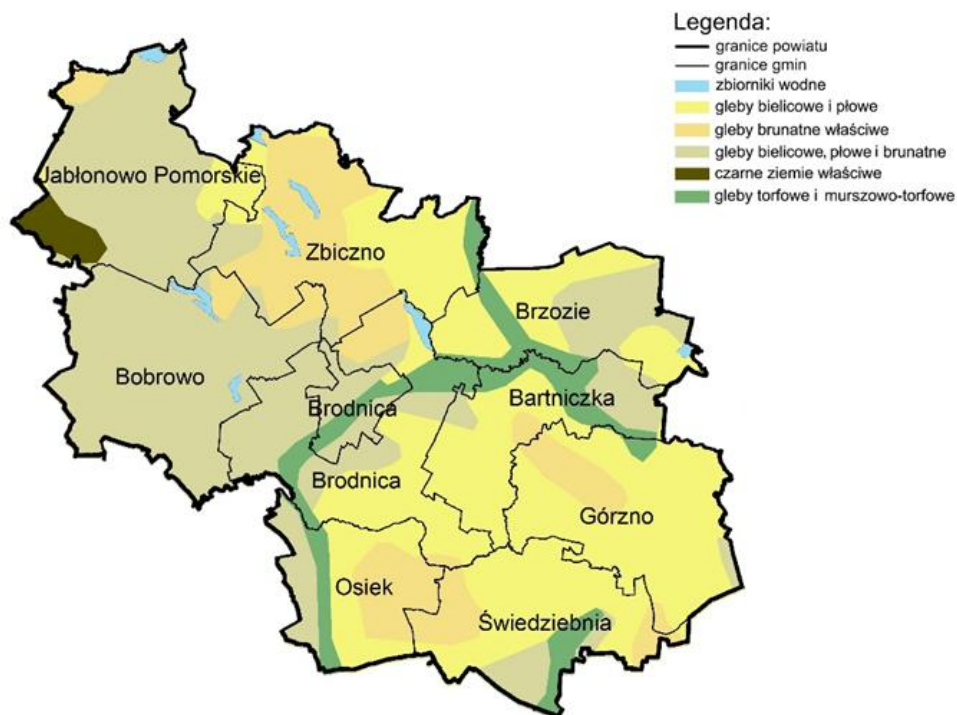 Legenda:
granice powiatu
granice gmin
zbiorniki wodne
gleby bielicowe i płowe
gleby brunatne właściwe
gleby bielicowe, płowe i brunatne
czarne ziemie właściwe
gleby torfowe i murszowo-torfowe
Jabłonowo Pomorskie
Zbiczno
Brzozie
Bobrowo
Brodnica
Bartniczka
Brodnica
Górzno
Osiek
Świedziebnia